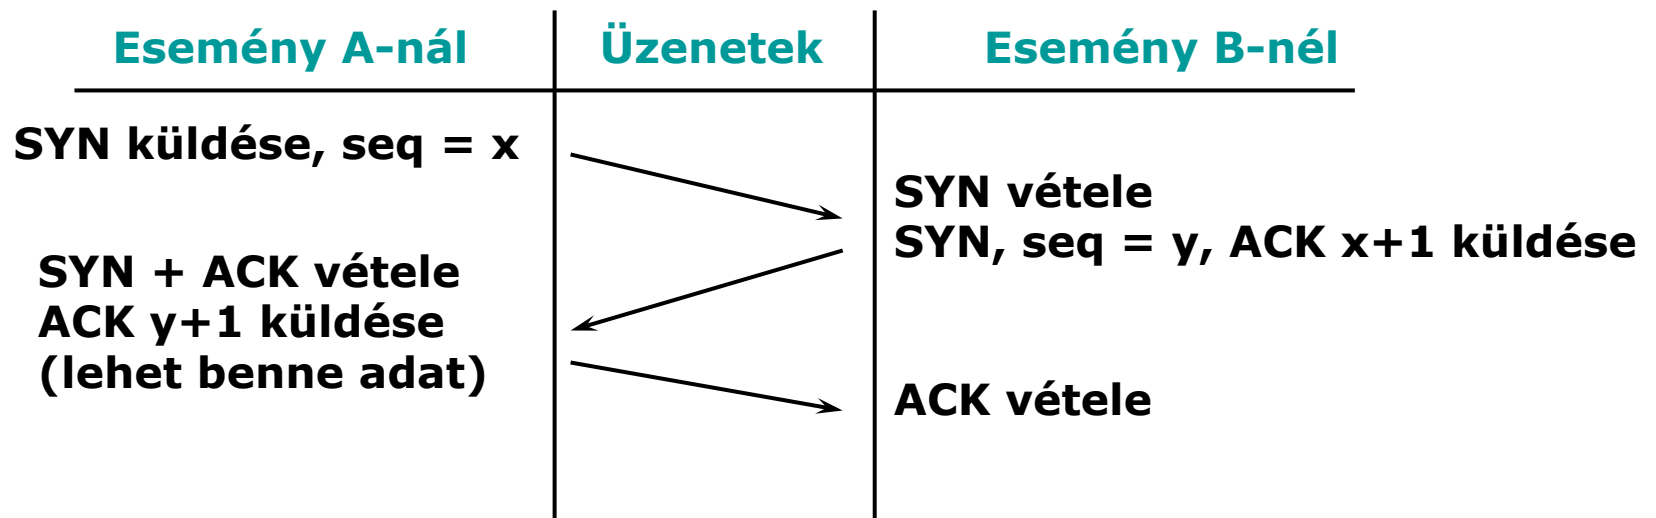 Esemény A-nál
Üzenetek
Esemény B-nél
SYN küldése, seq = x
SYN vétele
SYN, seq = y, ACK x+1 küldése
SYN + ACK vétele
ACK y+1 küldése
(lehet benne adat)
ACK vétele